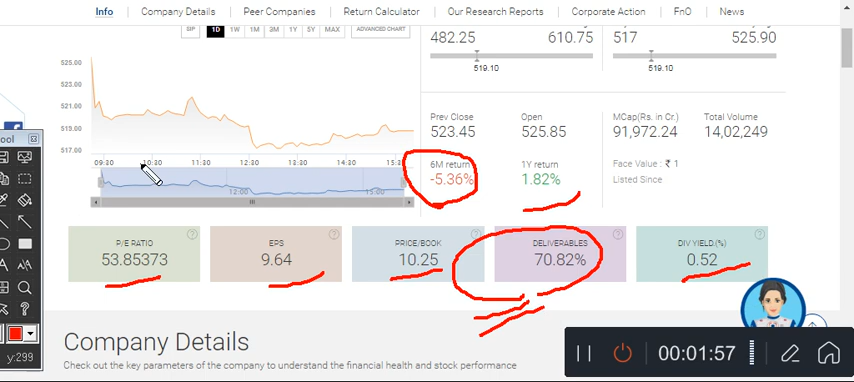 Info Company Details Peer Companies Return Calculator Our Research Reports Corporate Action FnO News
SIP 1D 1W 1M 3M 1Y 5Y MAX ADVANCED CHART
482.25 610.75 517 525.90
519.10 519.10
525.00
523.00
521.00
519.00
517.00
09:30 10:30 11:30 12:30 13:30 14:30 15:30
12:00 15:00
Prev Close Open MCap(Rs. in Cr.) Total Volume
523.45 525.85 91,972.24 14,02,249
6M return 1Y return Face Value : ₹ 1
-5.36% 1.82% Listed Since
P/E RATIO EPS PRICE/BOOK DELIVERABLES DIV YIELD.(%)
53.85373 9.64 10.25 70.82% 0.52
Company Details
Check out the key parameters of the company to understand the financial health and stock performance
ool
y:299
00:01:57